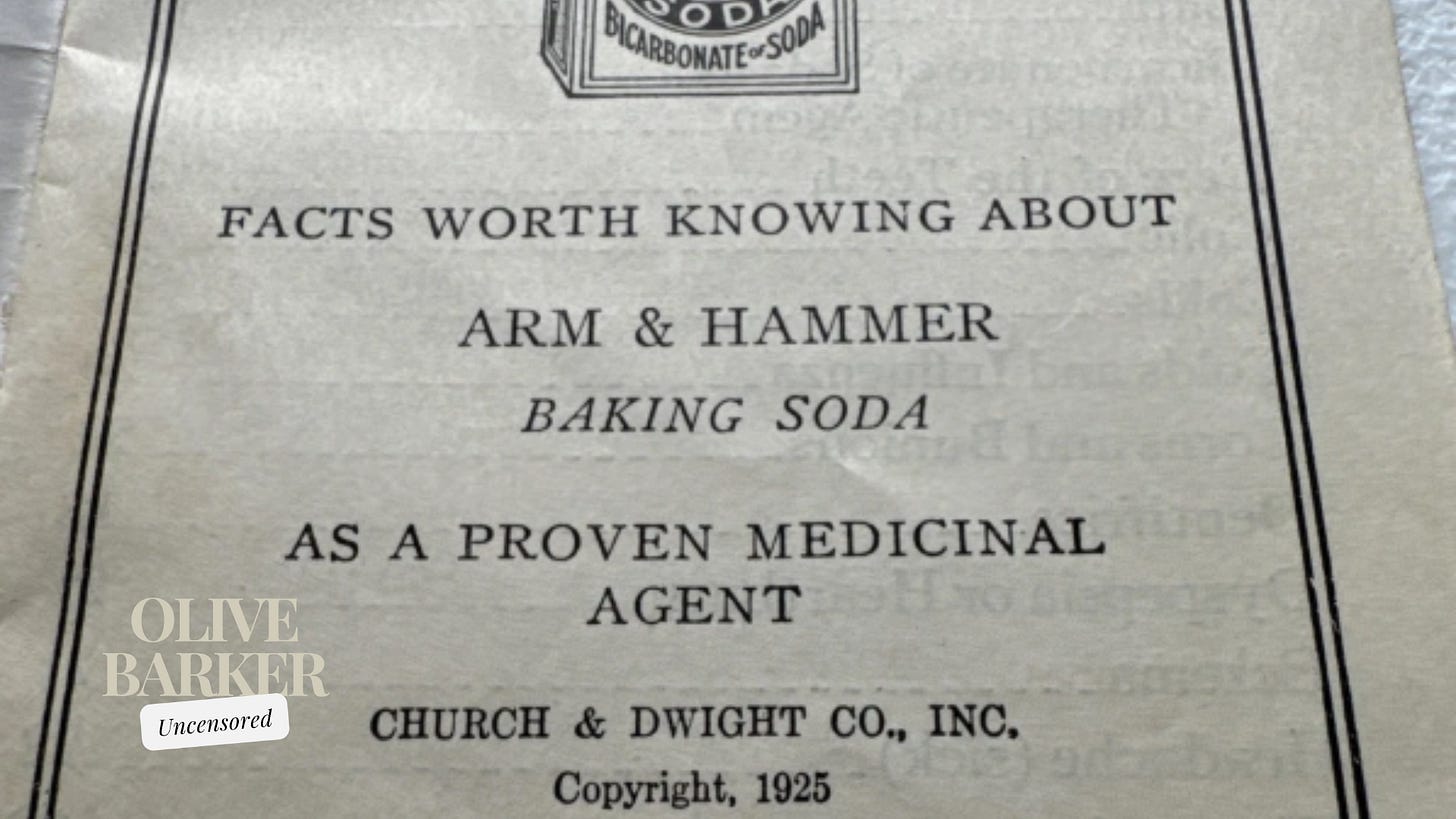 SODA
BICARBONATE OF SODA
FACTS WORTH KNOWING ABOUT
ARM & HAMMER
BAKING SODA
AS A PROVEN MEDICINAL
AGENT
OLIVE
BARKER
Uncensored
CHURCH & DWIGHT CO., INC.
Copyright, 1925